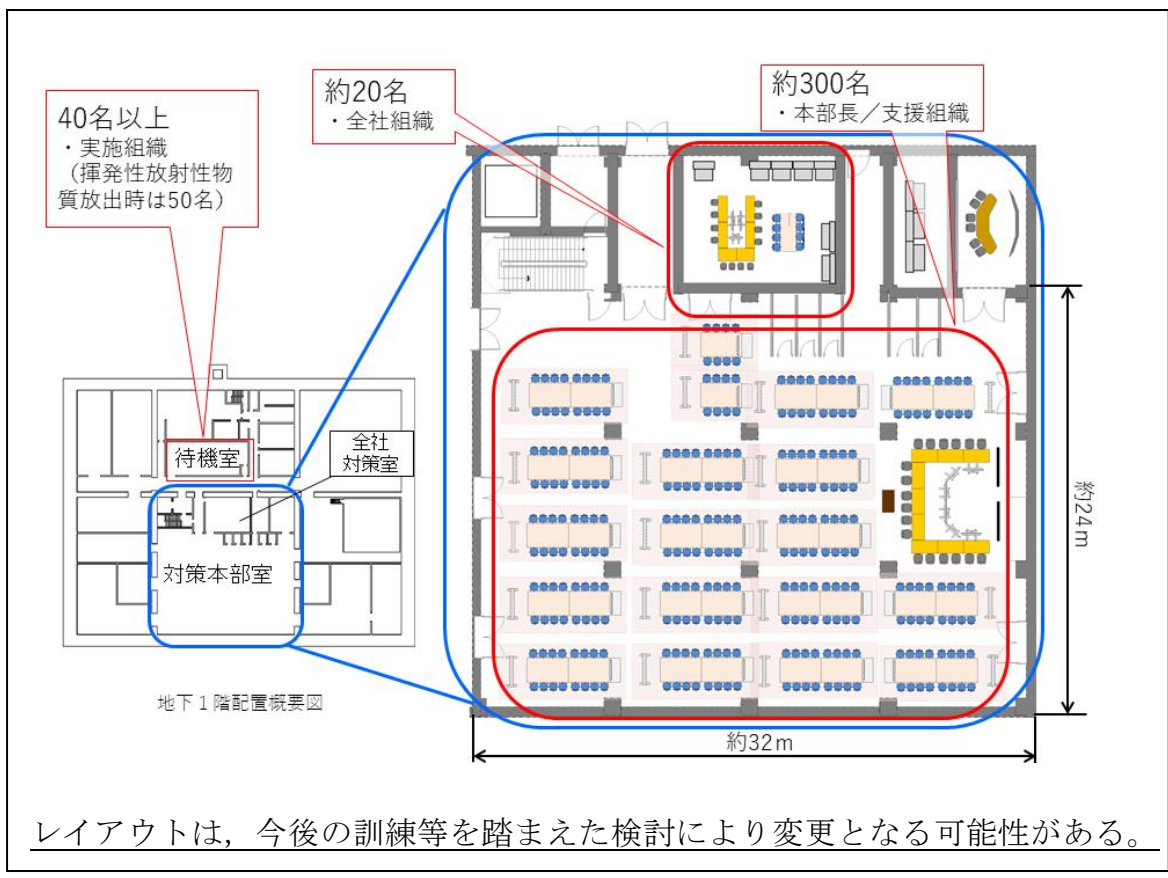 40名以上
・実施組織
（揮発性放射性物
質放出時は50名）
約20名
・全社組織
約300名
・本部長／支援組織
待機室
全社
対策室
対策本部室
地下１階配置概要図
約24m
約32m
レイアウトは，今後の訓練等を踏まえた検討により変更となる可能性がある。